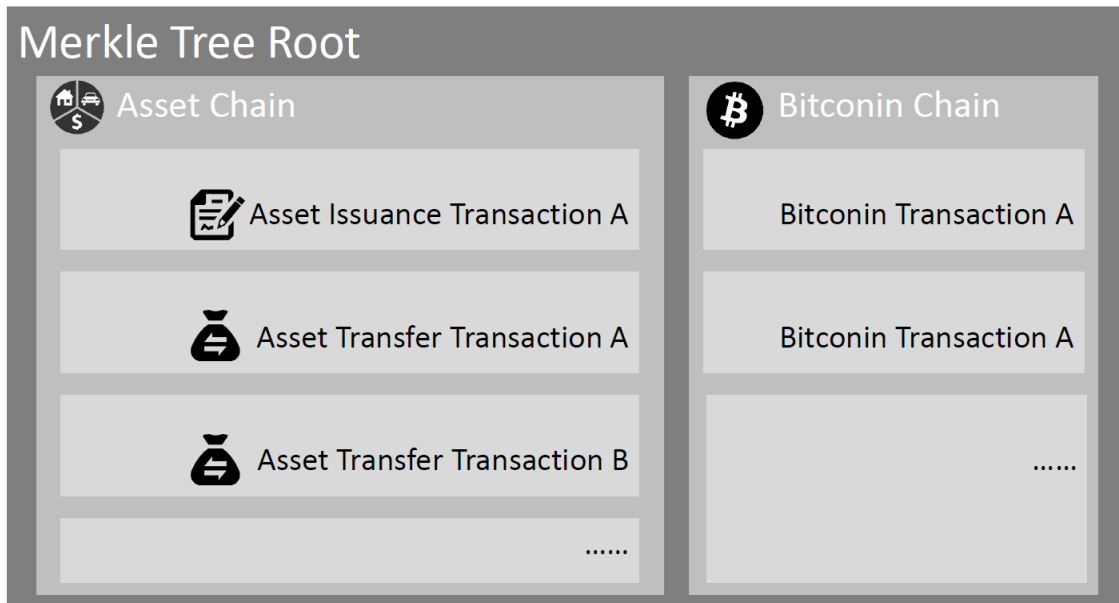 Merkle Tree Root
Asset Chain
Asset Issuance Transaction A
Asset Transfer Transaction A
Asset Transfer Transaction B
......
Bitconin Chain
Bitconin Transaction A
Bitconin Transaction A
......